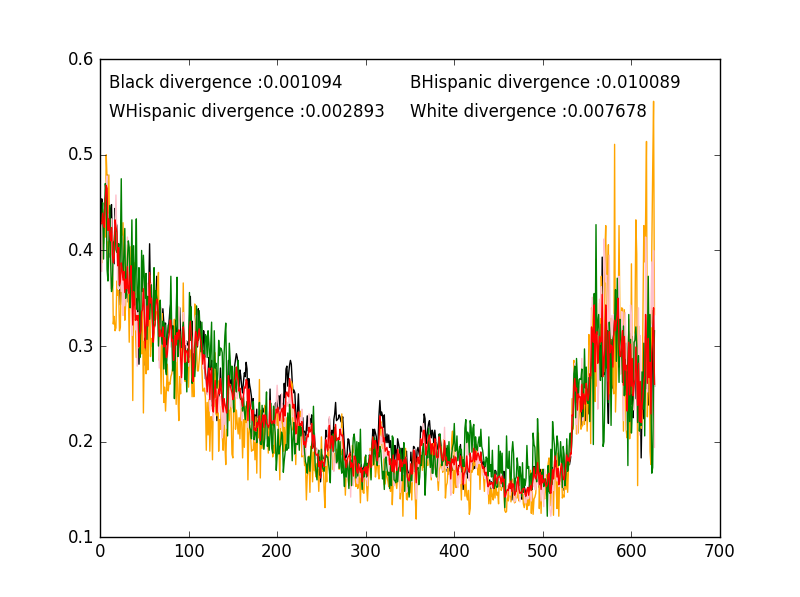 0.6
Black divergence :0.001094 BHispanic divergence :0.010089
WHispanic divergence :0.002893 White divergence :0.007678
0.5
0.4
0.3
0.2
0.1
0 100 200 300 400 500 600 700